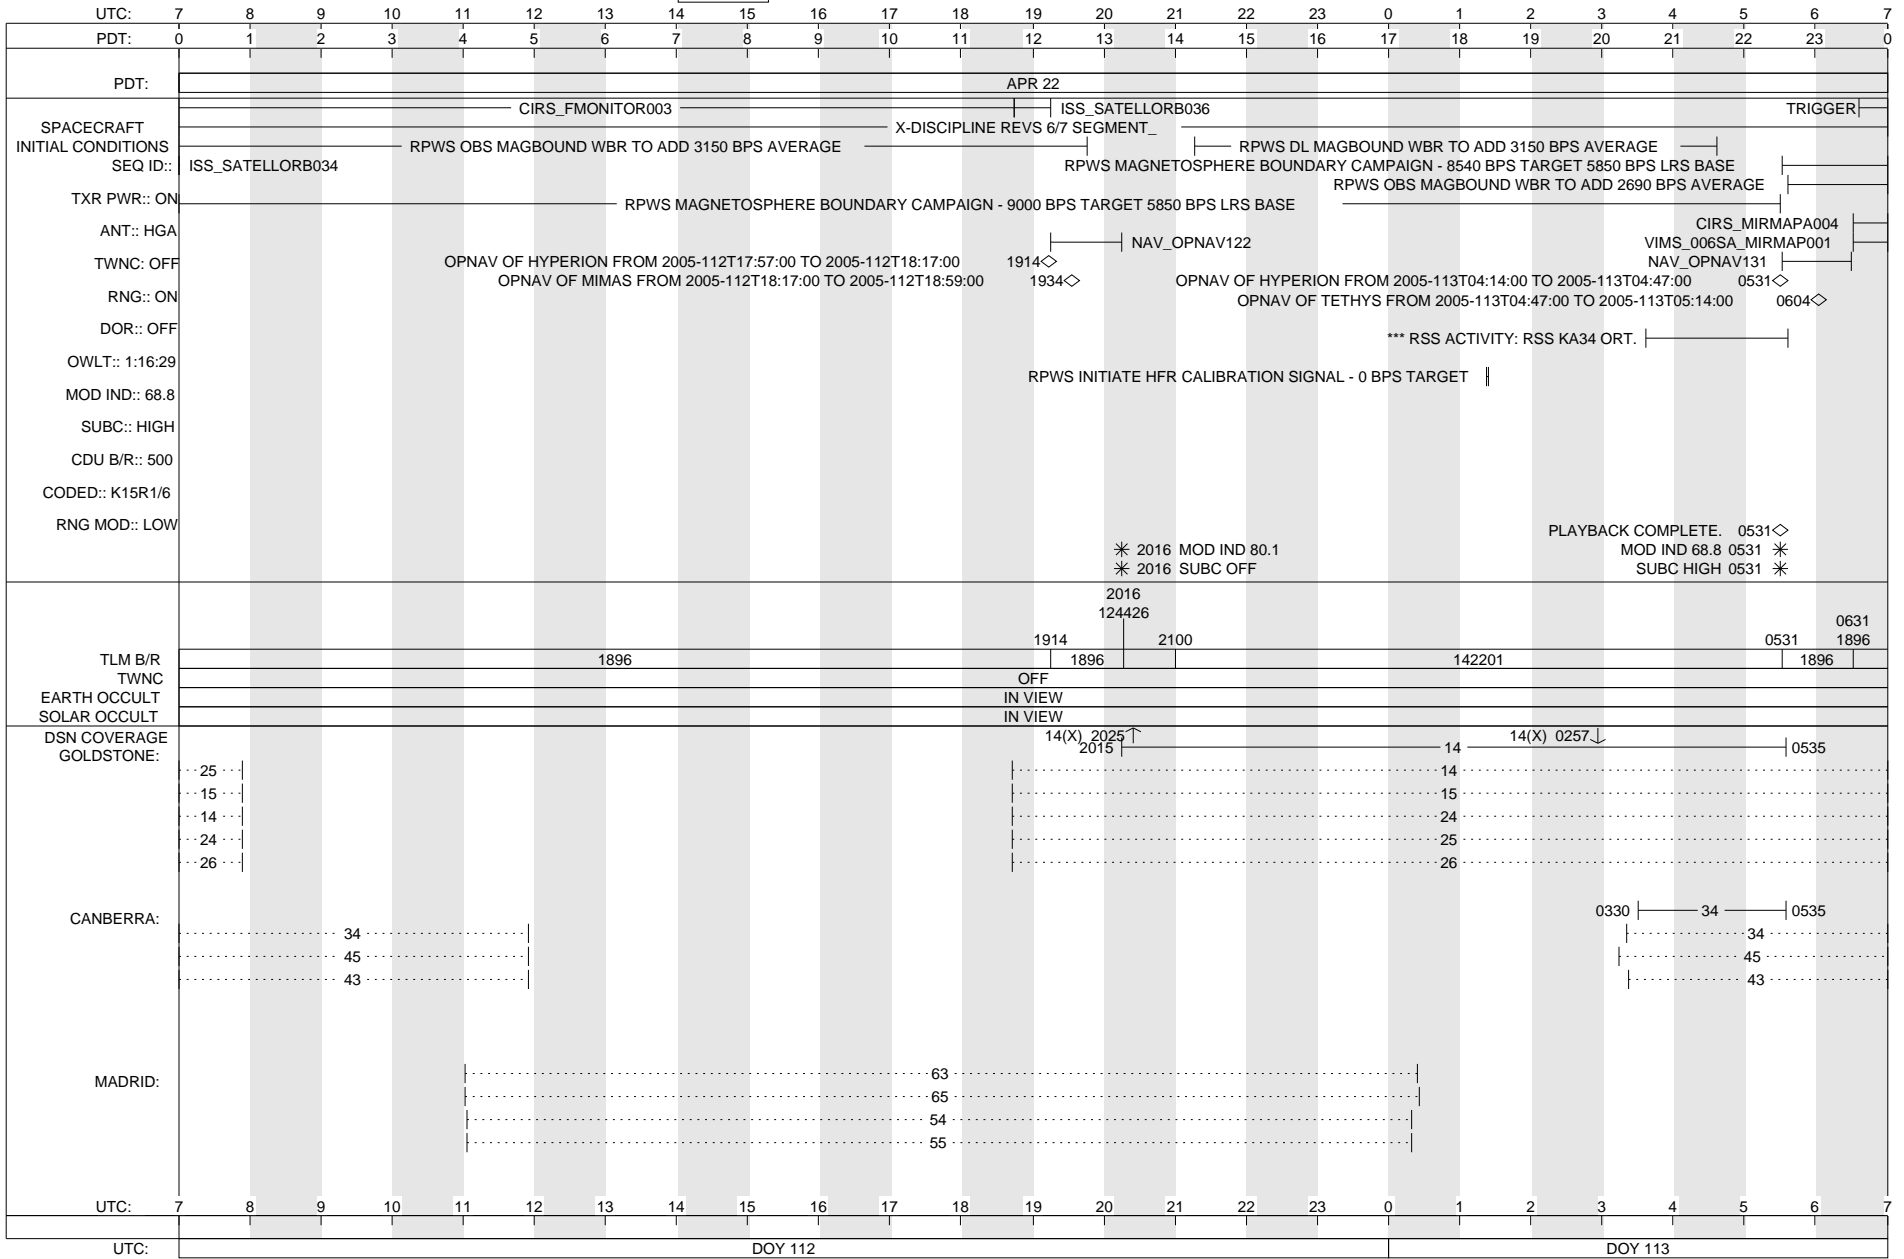 UTC: 7 8 9 10 11 12 13 14 15 16 17 18 19 20 21 22 23 0 1 2 3 4 5 6 7
PDT: 0 1 2 3 4 5 6 7 8 9 10 11 12 13 14 15 16 17 18 19 20 21 22 23 0
PDT: APR 22
CIRS_FMONITOR003 ISS_SATELLORB036 TRIGGER
SPACECRAFT X-DISCIPLINE REVS 6/7 SEGMENT_
INITIAL CONDITIONS RPWS OBS MAGBOUND WBR TO ADD 3150 BPS AVERAGE RPWS DL MAGBOUND WBR TO ADD 3150 BPS AVERAGE
SEQ ID:: ISS_SATELLORB034 RPWS MAGNETOSPHERE BOUNDARY CAMPAIGN - 8540 BPS TARGET 5850 BPS LRS BASE
RPWS OBS MAGBOUND WBR TO ADD 2690 BPS AVERAGE
TXR PWR:: ON RPWS MAGNETOSPHERE BOUNDARY CAMPAIGN - 9000 BPS TARGET 5850 BPS LRS BASE
CIRS_MIRMAPA004
ANT:: HGA NAV_OPNAV122 VIMS_006SA_MIRMAP001
TWNC: OFF OPNAV OF HYPERION FROM 2005-112T17:57:00 TO 2005-112T18:17:00 1914 NAV_OPNAV131
OPNAV OF MIMAS FROM 2005-112T18:17:00 TO 2005-112T18:59:00 1934 OPNAV OF HYPERION FROM 2005-113T04:14:00 TO 2005-113T04:47:00 0531
RNG:: ON OPNAV OF TETHYS FROM 2005-113T04:47:00 TO 2005-113T05:14:00 0604
DOR:: OFF *** RSS ACTIVITY: RSS KA34 ORT.
OWLT:: 1:16:29
RPWS INITIATE HFR CALIBRATION SIGNAL - 0 BPS TARGET
MOD IND:: 68.8
SUBC:: HIGH
CDU B/R:: 500
CODED:: K15R1/6
RNG MOD:: LOW PLAYBACK COMPLETE. 0531
2016 MOD IND 80.1 MOD IND 68.8 0531
2016 SUBC OFF SUBC HIGH 0531
2016
124426 0631
1914 2100 0531 1896
TLM B/R 1896 1896 142201 1896
TWNC OFF
EARTH OCCULT IN VIEW
SOLAR OCCULT IN VIEW
DSN COVERAGE 14(X) 2025 14(X) 0257
GOLDSTONE: 2015 14 0535
25 14
15 15
14 24
24 25
26 26
CANBERRA: 0330 34 0535
34 34
45 45
43 43
MADRID: 63
65
54
55
UTC: 7 8 9 10 11 12 13 14 15 16 17 18 19 20 21 22 23 0 1 2 3 4 5 6 7
UTC: DOY 112 DOY 113